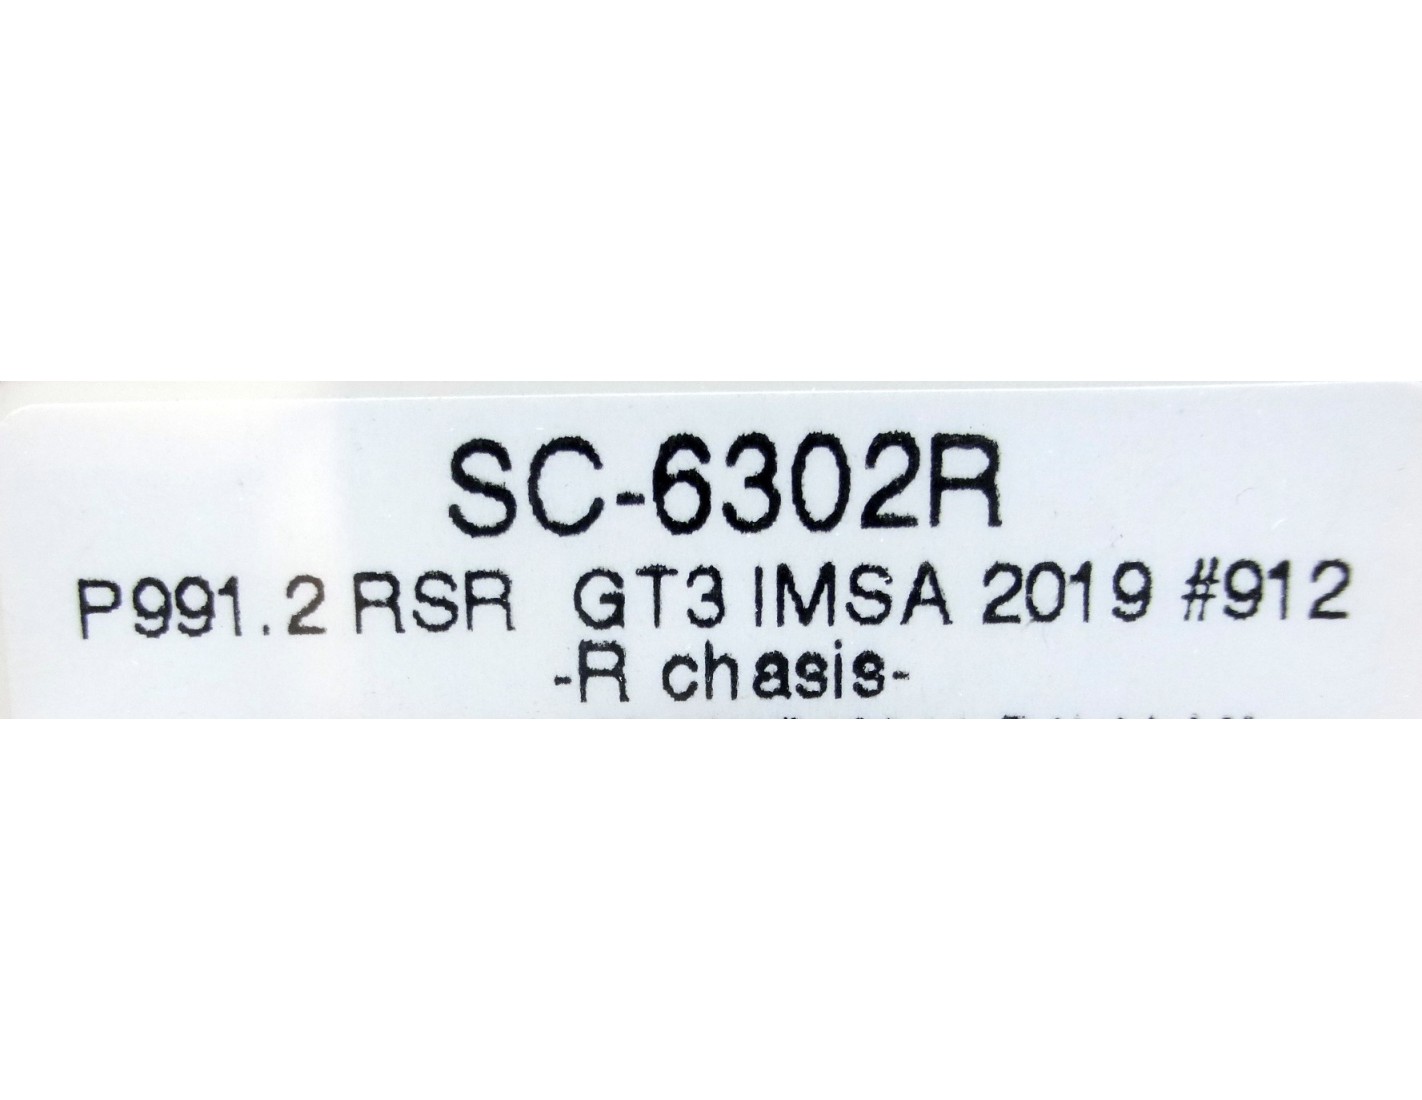 SC-6302R
P991.2 RSR GT3 IMSA 2019 #912
-R chasis-